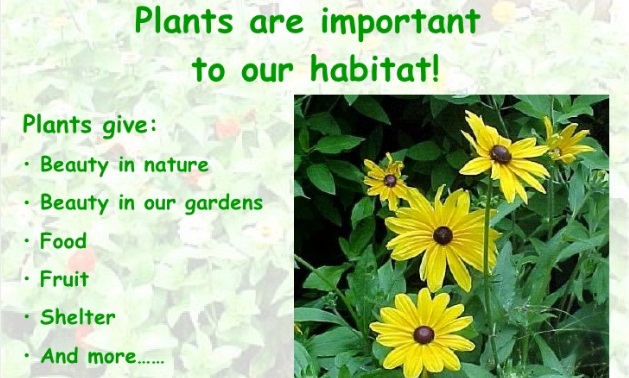 Plants are important
to our habitat!
Plants give:
• Beauty in nature
• Beauty in our gardens
• Food
• Fruit
• Shelter
• And more……